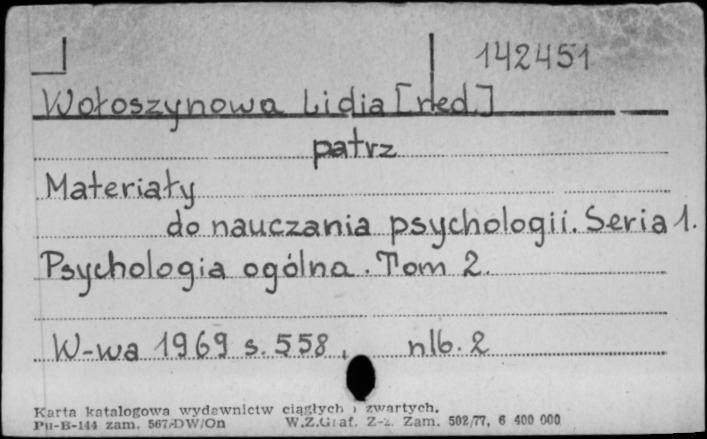 142451
Wołoszynowa Lidia [red.]
patrz
Materiały
do nauczania psychologii. Seria 1.
Psychologia ogólna. Tom 2.
W-wa 1969 s. 558, nlb. 2
Karta katalogowa wydawnictw ciągłych i zwartych.
Pu-B-144 zam. 567/DW/On W.Z.Graf. Z-z. Zam. 502/77, 6 400 000